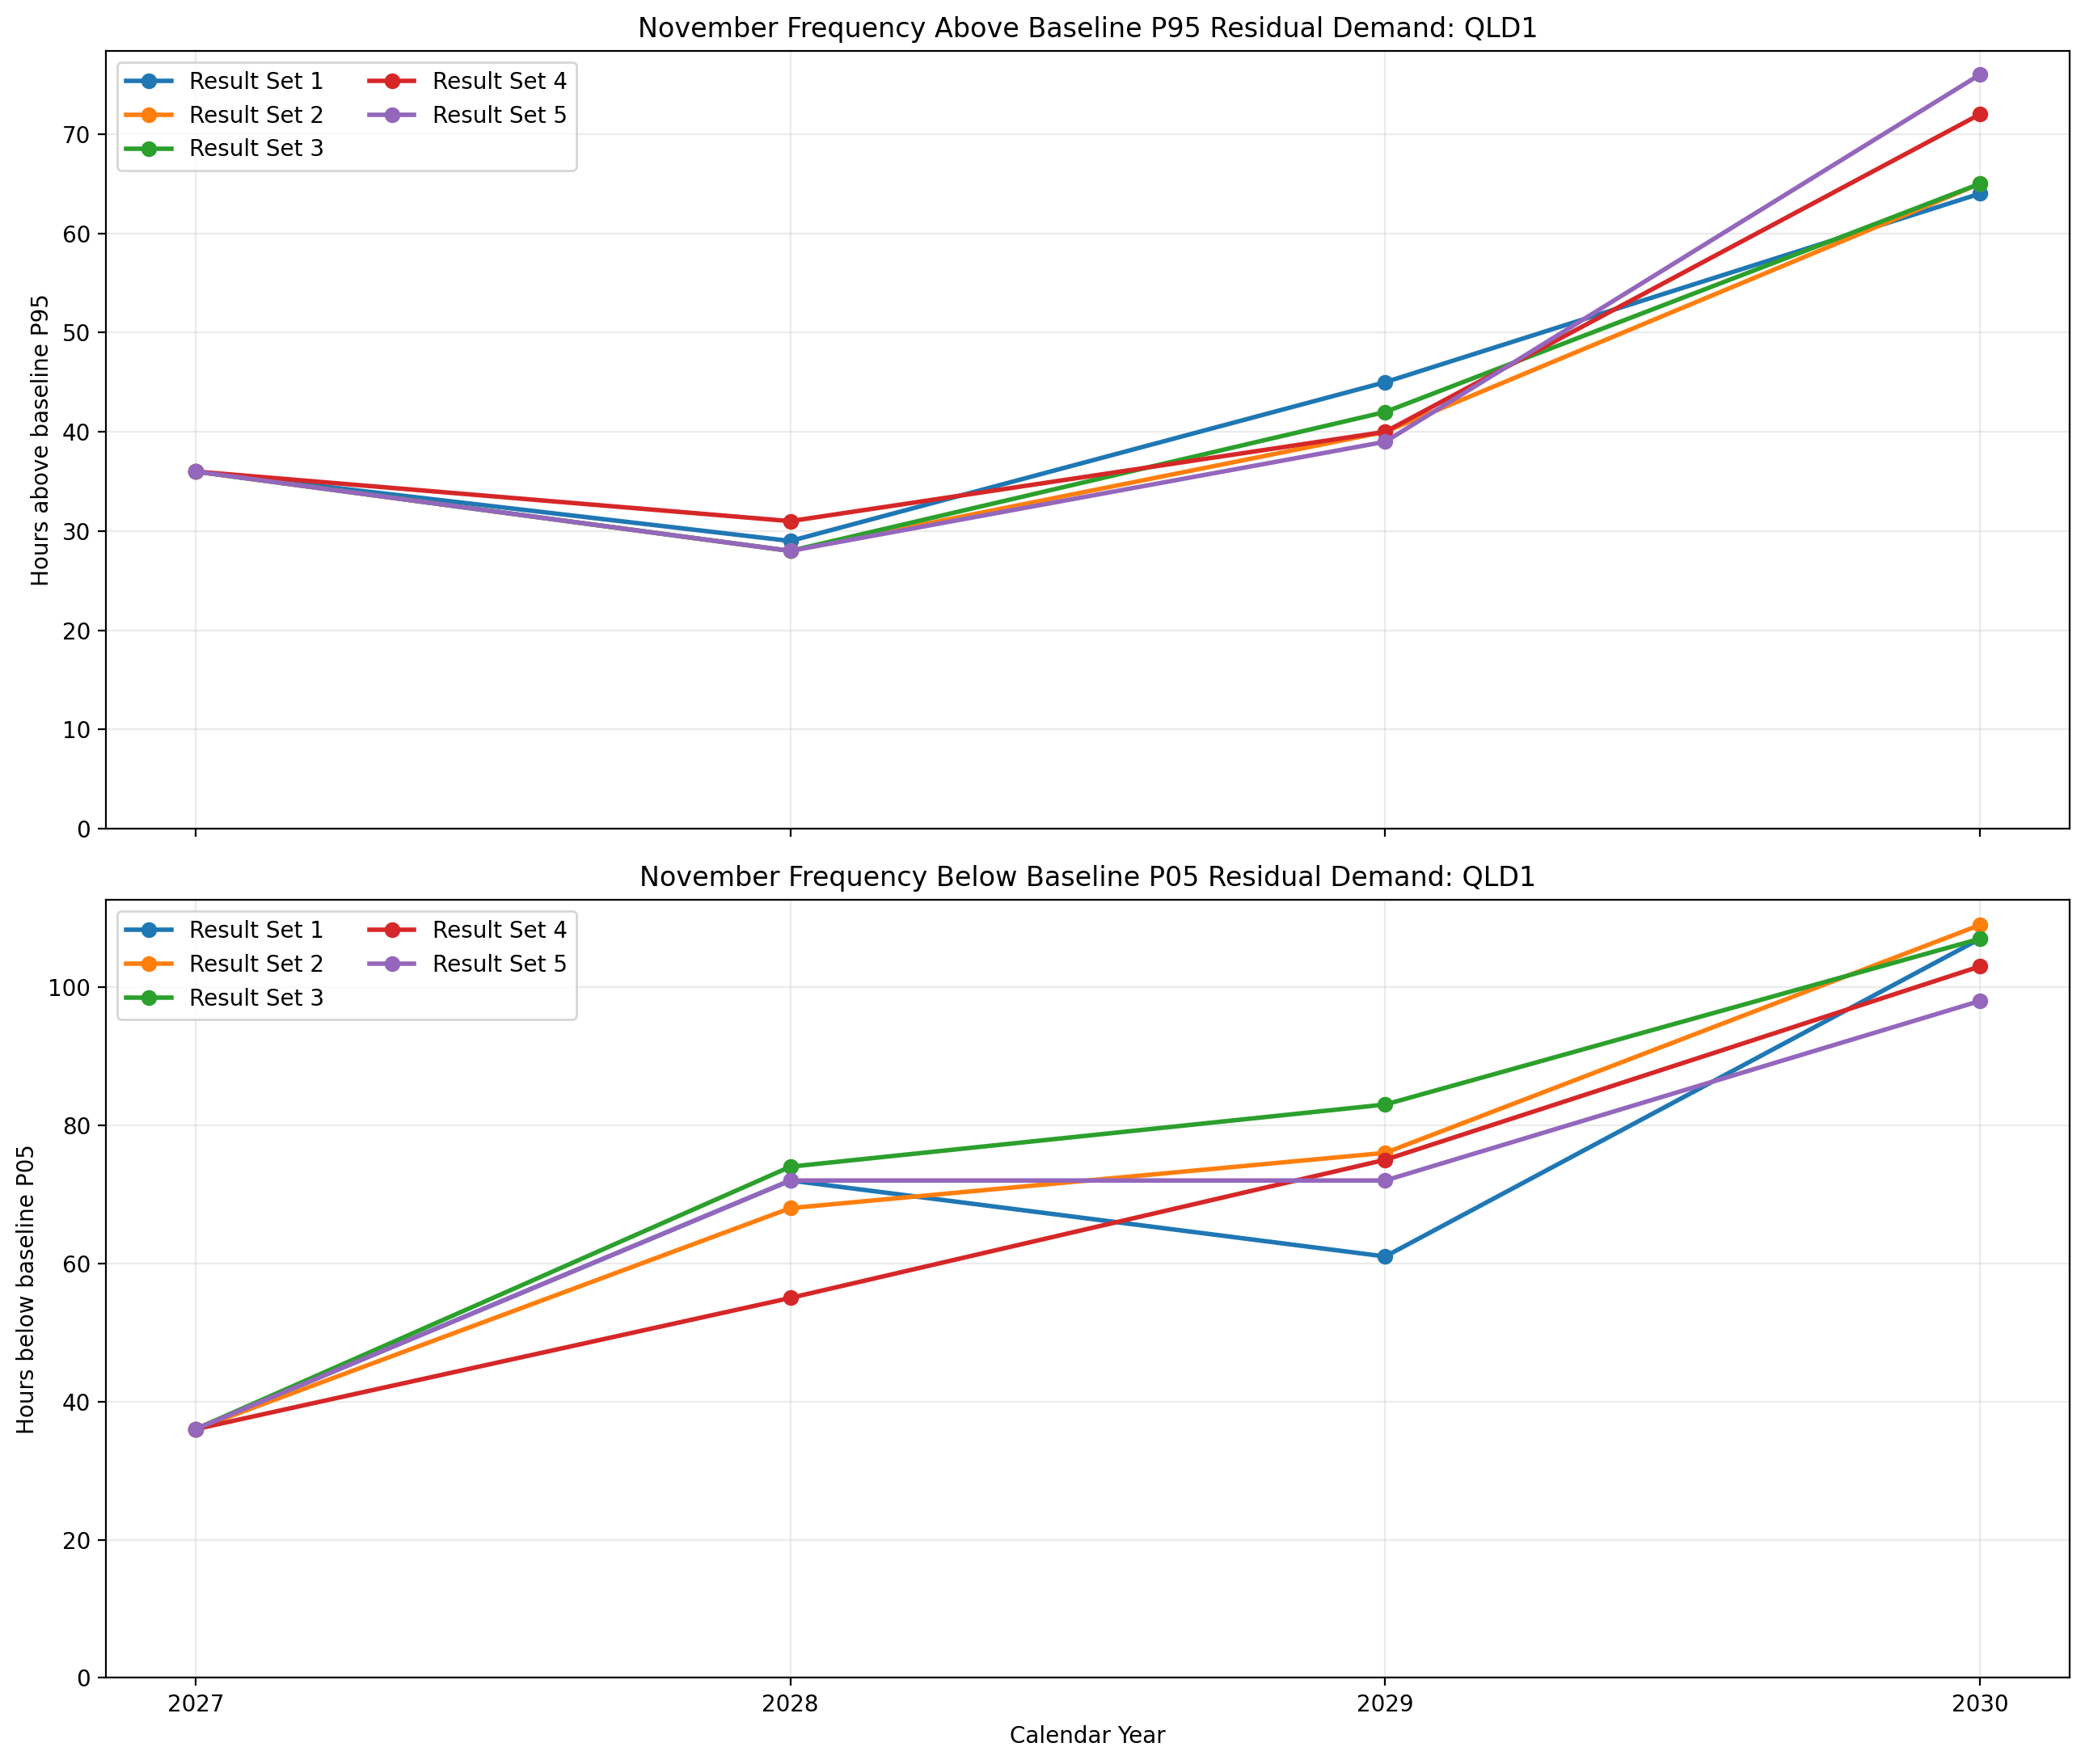 November Frequency Above Baseline P95 Residual Demand: QLD1
Result Set 1
Result Set 2
Result Set 3
Result Set 4
Result Set 5
Hours above baseline P95
70
60
50
40
30
20
10
0
November Frequency Below Baseline P05 Residual Demand: QLD1
Result Set 1
Result Set 2
Result Set 3
Result Set 4
Result Set 5
Hours below baseline P05
100
80
60
40
20
0
2027 2028 2029 2030
Calendar Year